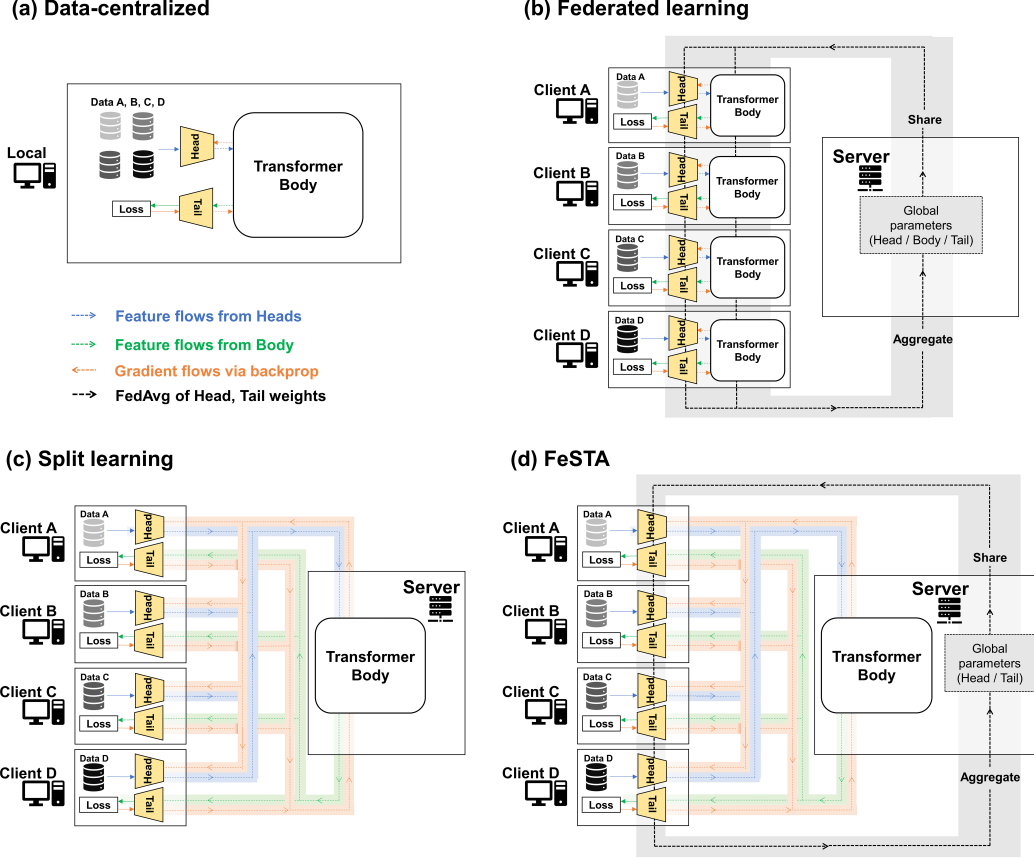 (a) Data-centralized
Data A, B, C, D
Local
Head
Transformer
Body
Loss
Tail
Feature flows from Heads
Feature flows from Body
Gradient flows via backprop
FedAvg of Head, Tail weights
(b) Federated learning
Client A
Data A
Head
Loss
Tail
Transformer
Body
Client B
Data B
Head
Loss
Tail
Transformer
Body
Client C
Data C
Head
Loss
Tail
Transformer
Body
Client D
Data D
Head
Loss
Tail
Transformer
Body
Share
Server
Global
parameters
(Head / Body / Tail)
Aggregate
(c) Split learning
Client A
Data A
Head
Loss
Tail
Client B
Data B
Head
Loss
Tail
Client C
Data C
Head
Loss
Tail
Client D
Data D
Head
Loss
Tail
Server
Transformer
Body
(d) FeSTA
Client A
Data A
Head
Loss
Tail
Client B
Data B
Head
Loss
Tail
Client C
Data C
Head
Loss
Tail
Client D
Data D
Head
Loss
Tail
Share
Server
Transformer
Body
Global
parameters
(Head / Tail)
Aggregate